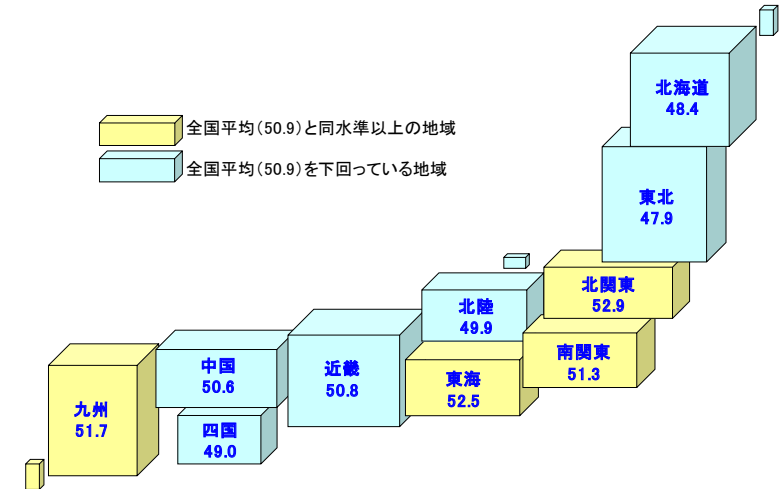 全国平均(50.9)と同水準以上の地域
全国平均(50.9)を下回っている地域
北海道
48.4
東北
47.9
北関東
52.9
北陸
49.9
南関東
51.3
東海
52.5
近畿
50.8
中国
50.6
四国
49.0
九州
51.7